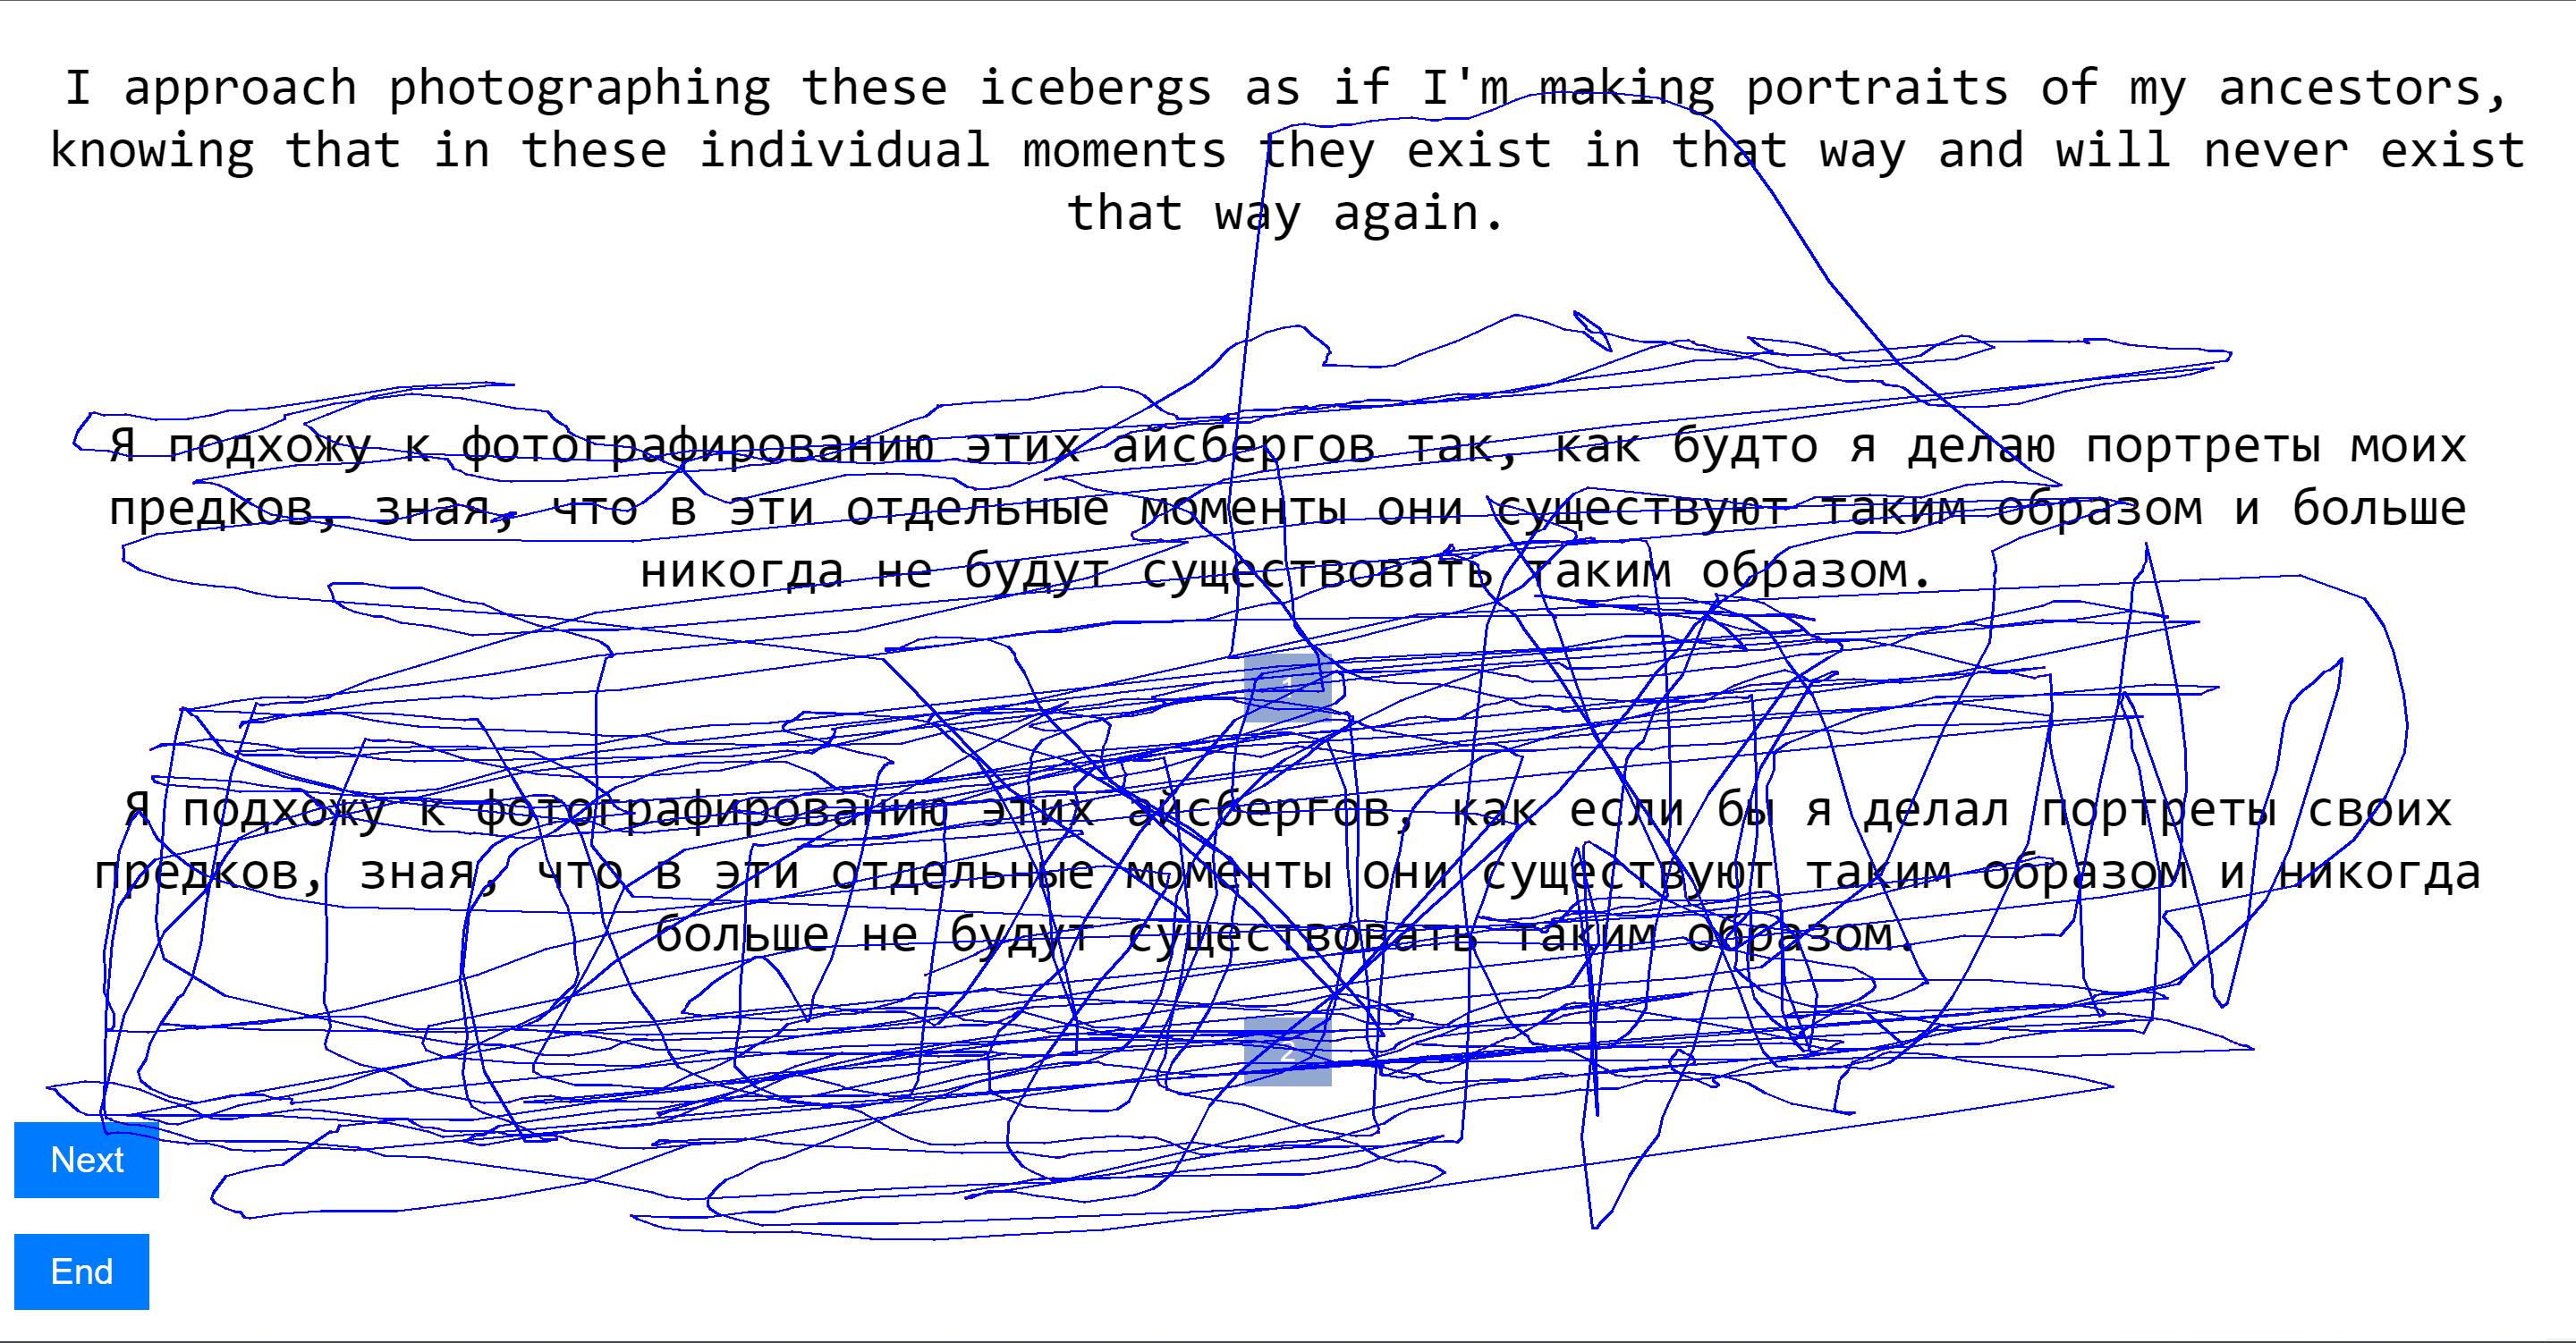 I approach photographing these icebergs as if I'm making portraits of my ancestors,
knowing that in these individual moments they exist in that way and will never exist
that way again.
Я подхожу к фотографированию этих айсбергов так, как будто я делаю портреты моих
предков, зная, что в эти отдельные моменты они существуют таким образом и больше
никогда не будут существовать таким образом.
1
Я подхожу к фотографированию этих айсбергов, как если бы я делал портреты своих
предков, зная, что в эти отдельные моменты они существуют таким образом и никогда
больше не будут существовать таким образом.
2
Next
End